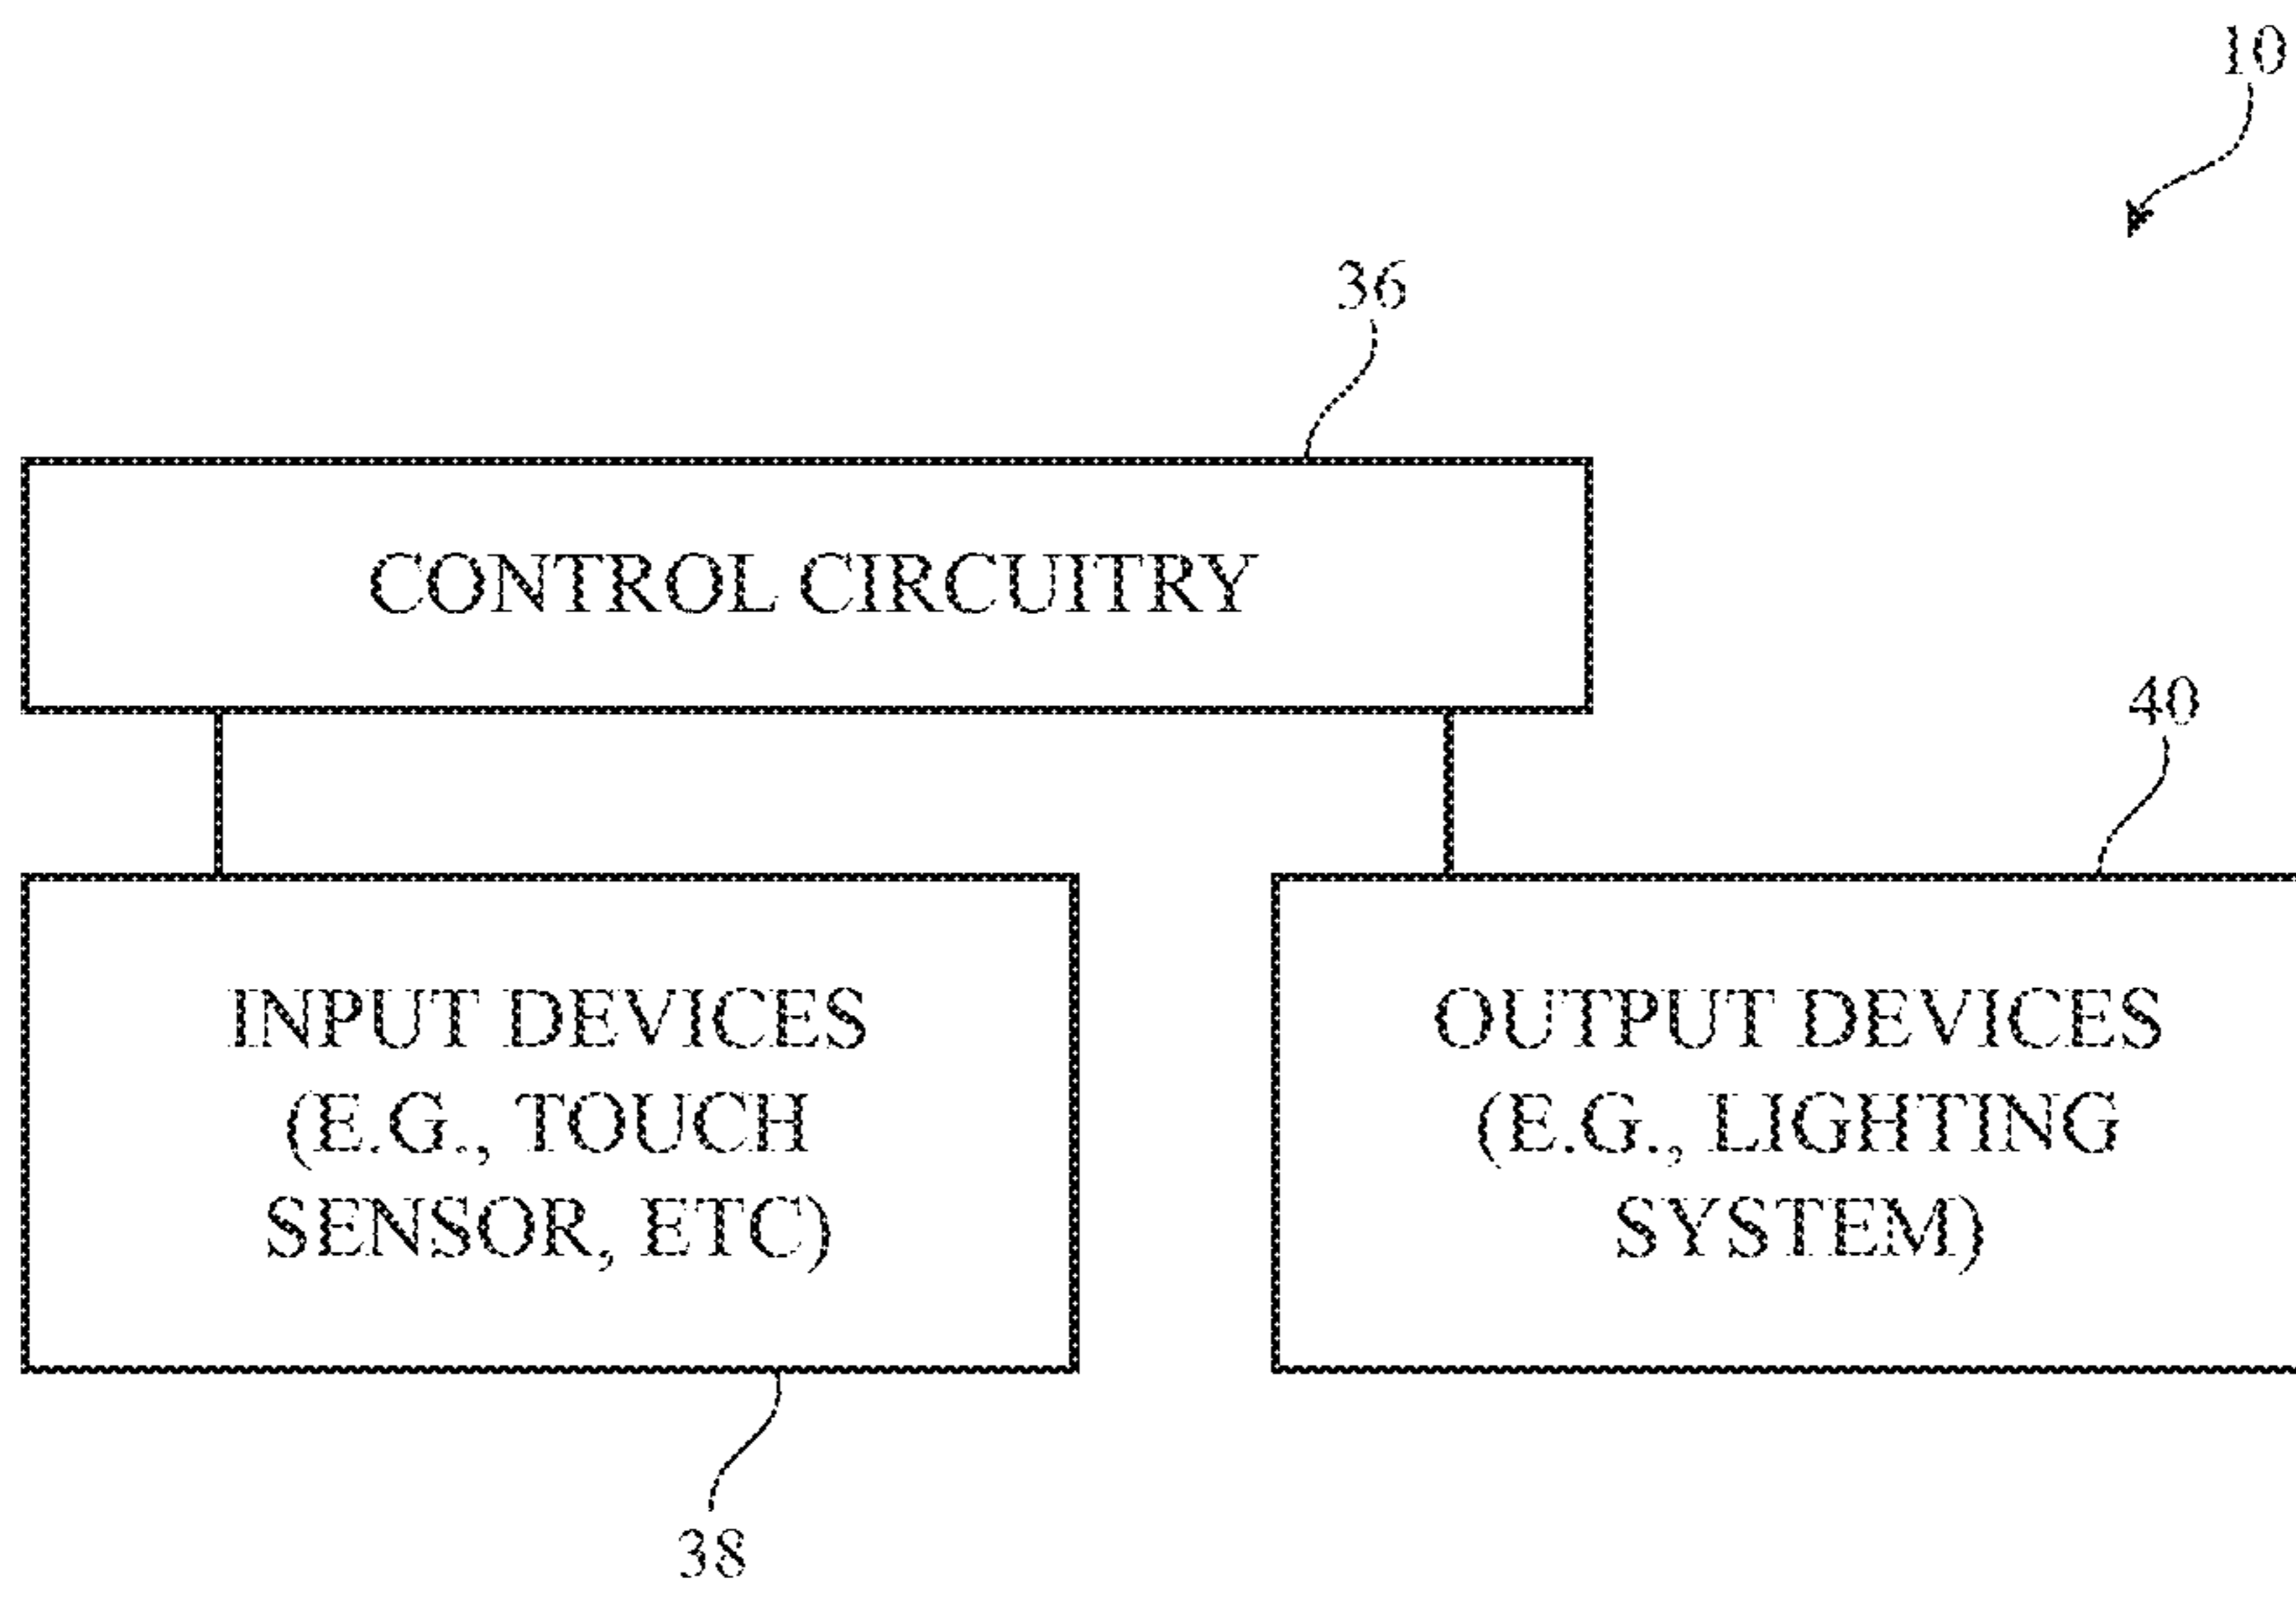 10
36
CONTROL CIRCUITRY
40
INPUT DEVICES
(E.G., TOUCH
SENSOR, ETC)
OUTPUT DEVICES
(E.G., LIGHTING
SYSTEM)
38